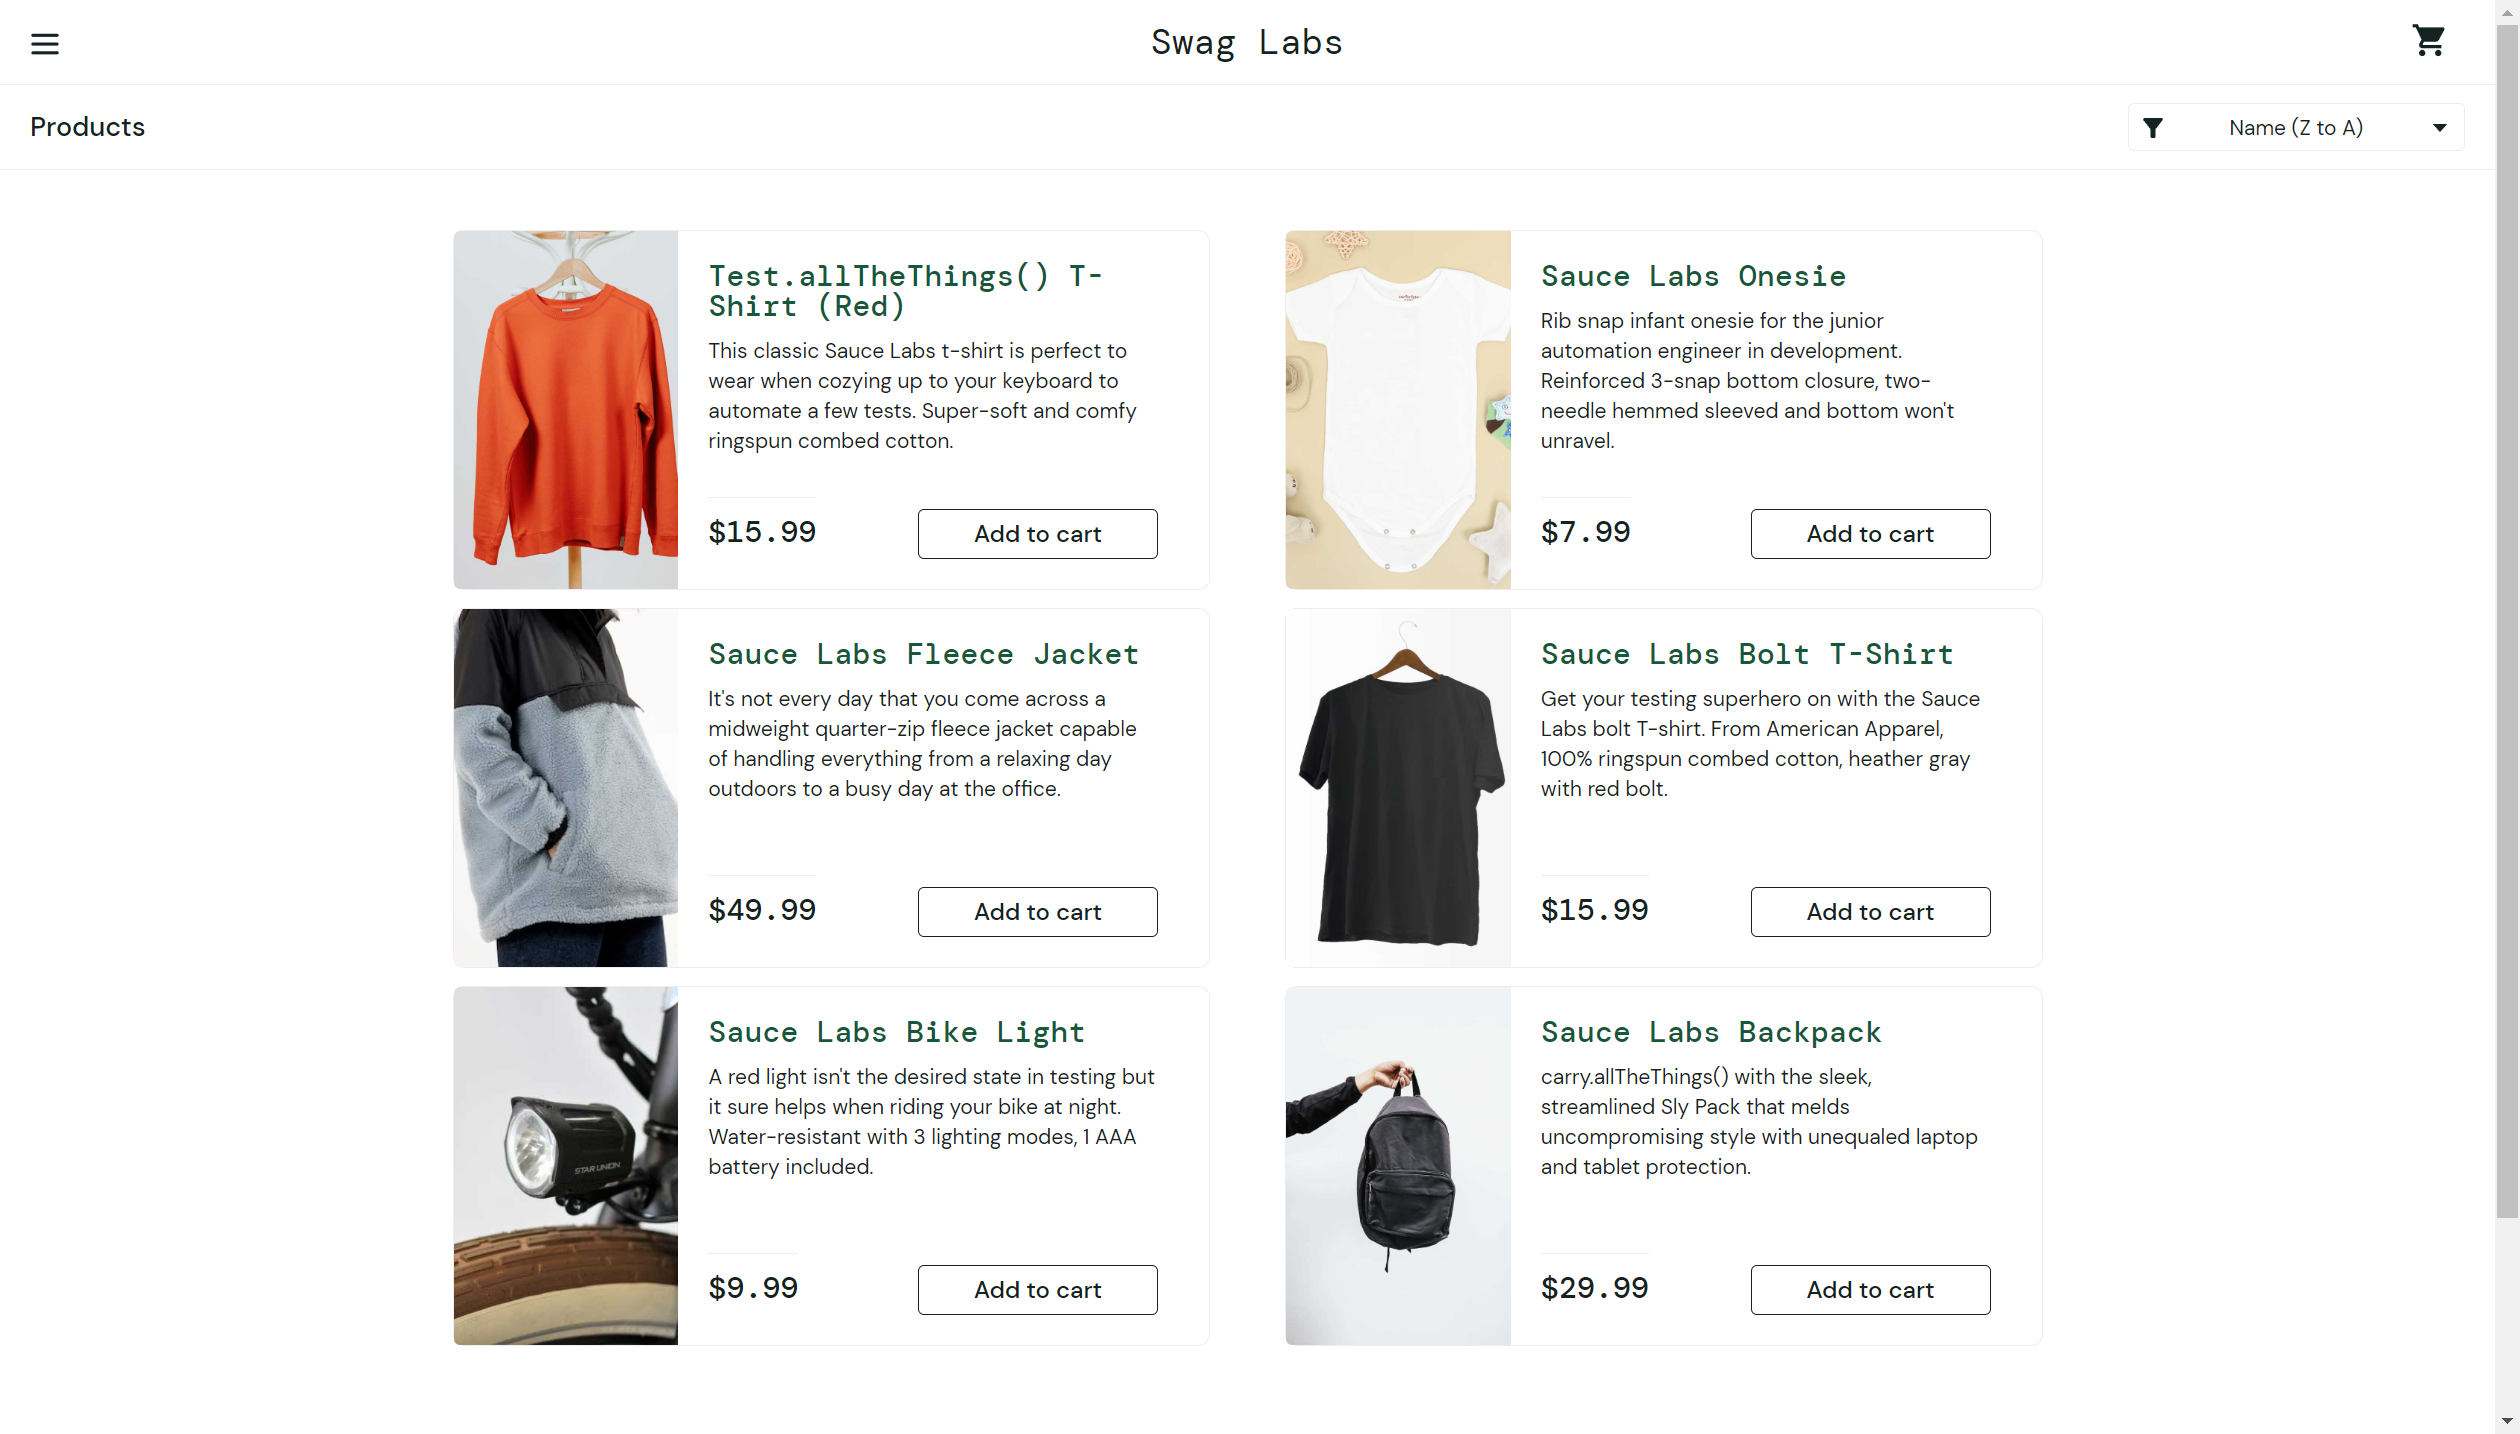 Swag Labs
Products
Name (Z to A)
Test.allTheThings() T-
Shirt (Red)
This classic Sauce Labs t-shirt is perfect to
wear when cozying up to your keyboard to
automate a few tests. Super-soft and comfy
ringspun combed cotton.
$15.99
Add to cart
Sauce Labs Onesie
Rib snap infant onesie for the junior
automation engineer in development.
Reinforced 3-snap bottom closure, two-
needle hemmed sleeved and bottom won't
unravel.
$7.99
Add to cart
Sauce Labs Fleece Jacket
It's not every day that you come across a
midweight quarter-zip fleece jacket capable
of handling everything from a relaxing day
outdoors to a busy day at the office.
$49.99
Add to cart
Sauce Labs Bolt T-Shirt
Get your testing superhero on with the Sauce
Labs bolt T-shirt. From American Apparel,
100% ringspun combed cotton, heather gray
with red bolt.
$15.99
Add to cart
STAR UNION
Sauce Labs Bike Light
A red light isn't the desired state in testing but
it sure helps when riding your bike at night.
Water-resistant with 3 lighting modes, 1 AAA
battery included.
$9.99
Add to cart
Sauce Labs Backpack
carry.allTheThings() with the sleek,
streamlined Sly Pack that melds
uncompromising style with unequaled laptop
and tablet protection.
$29.99
Add to cart